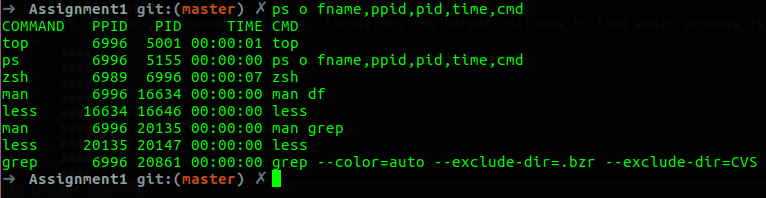 ➜ Assignment1 git:(master) ✗ ps o fname,ppid,pid,time,cmd
COMMAND   PPID   PID     TIME CMD
top       6996  5001 00:00:01 top
ps        6996  5155 00:00:00 ps o fname,ppid,pid,time,cmd
zsh       6989  6996 00:00:07 zsh
man       6996 16634 00:00:00 man df
less     16634 16646 00:00:00 less
man       6996 20135 00:00:00 man grep
less     20135 20147 00:00:00 less
grep      6996 20861 00:00:00 grep --color=auto --exclude-dir=.bzr --exclude-dir=CVS
➜ Assignment1 git:(master) ✗